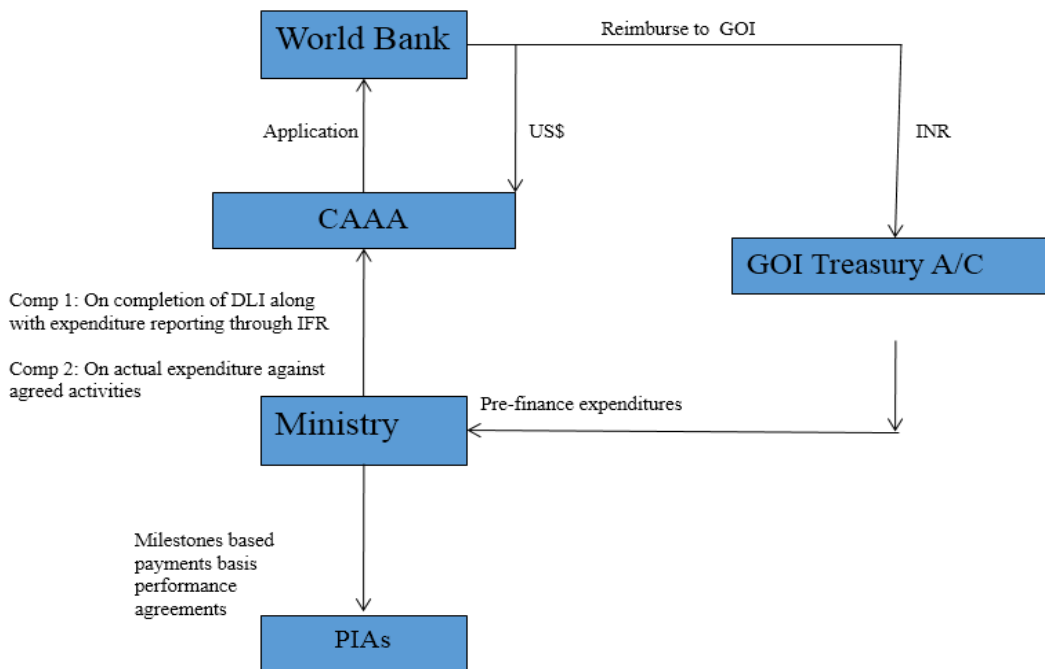 World Bank
Reimburse to GOI
Application
US$
INR
CAAA
GOI Treasury A/C
Comp 1: On completion of DLI along
with expenditure reporting through IFR
Comp 2: On actual expenditure against
agreed activities
Pre-finance expenditures
Ministry
Milestones based
payments basis
performance
agreements
PIAs